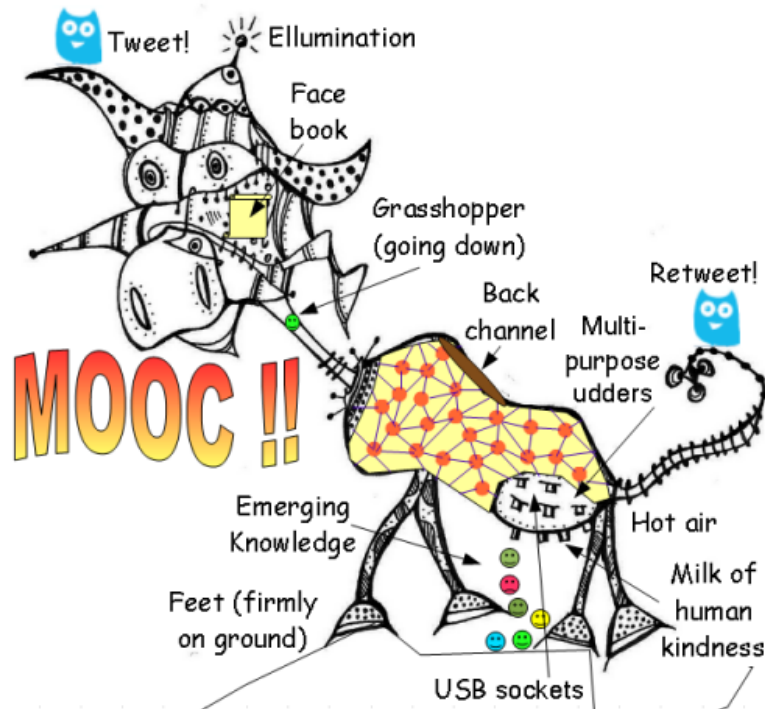 Tweet!
Ellumination
Face
book
Grasshopper
(going down)
Retweet!
Back
channel
Multi-
purpose
udders
MOOC !!
Emerging
Knowledge
Hot air
Feet (firmly
on ground)
Milk of
human
kindness
USB sockets